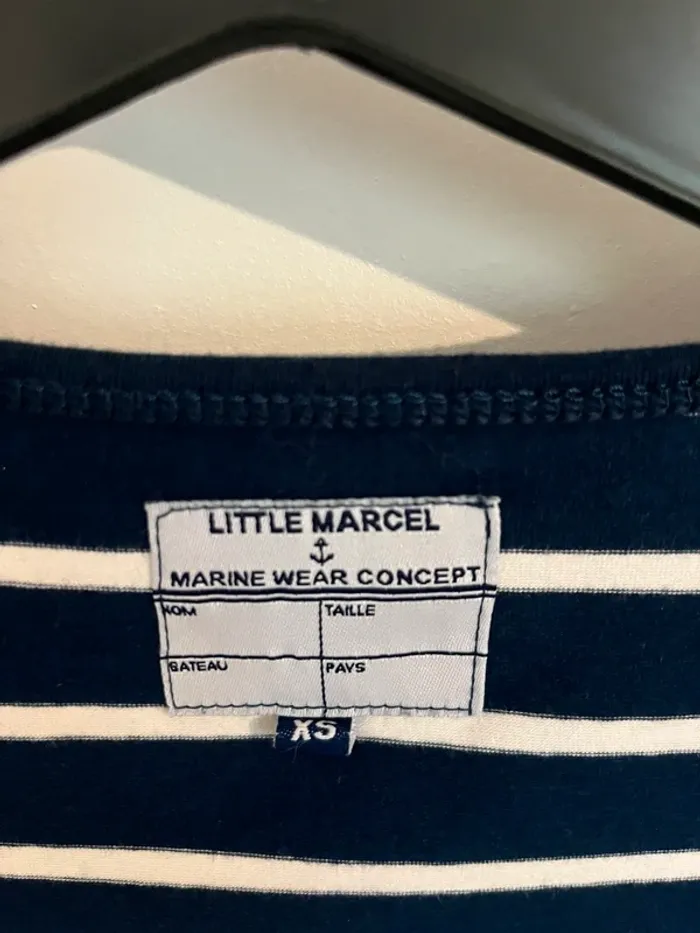 LITTLE MARCEL
MARINE WEAR CONCEPT
NOM TAILLE
BATEAU PAYS
XS